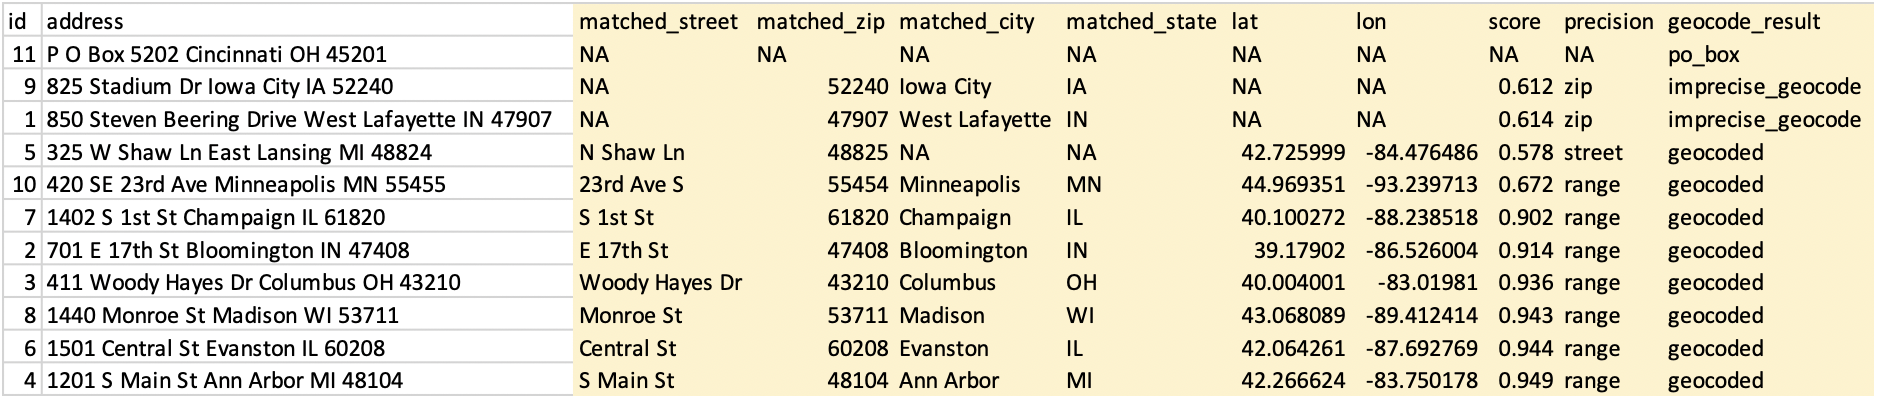 id address matched_street matched_zip matched_city matched_state lat lon score precision geocode_result
11 P O Box 5202 Cincinnati OH 45201 NA NA NA NA NA NA NA NA po_box
9 825 Stadium Dr Iowa City IA 52240 NA 52240 Iowa City IA NA NA 0.612 zip imprecise_geocode
1 850 Steven Beering Drive West Lafayette IN 47907 NA 47907 West Lafayette IN NA NA 0.614 zip imprecise_geocode
5 325 W Shaw Ln East Lansing MI 48824 N Shaw Ln 48825 NA NA 42.725999 -84.476486 0.578 street geocoded
10 420 SE 23rd Ave Minneapolis MN 55455 23rd Ave S 55454 Minneapolis MN 44.969351 -93.239713 0.672 range geocoded
7 1402 S 1st St Champaign IL 61820 S 1st St 61820 Champaign IL 40.100272 -88.238518 0.902 range geocoded
2 701 E 17th St Bloomington IN 47408 E 17th St 47408 Bloomington IN 39.17902 -86.526004 0.914 range geocoded
3 411 Woody Hayes Dr Columbus OH 43210 Woody Hayes Dr 43210 Columbus OH 40.004001 -83.01981 0.936 range geocoded
8 1440 Monroe St Madison WI 53711 Monroe St 53711 Madison WI 43.068089 -89.412414 0.943 range geocoded
6 1501 Central St Evanston IL 60208 Central St 60208 Evanston IL 42.064261 -87.692769 0.944 range geocoded
4 1201 S Main St Ann Arbor MI 48104 S Main St 48104 Ann Arbor MI 42.266624 -83.750178 0.949 range geocoded